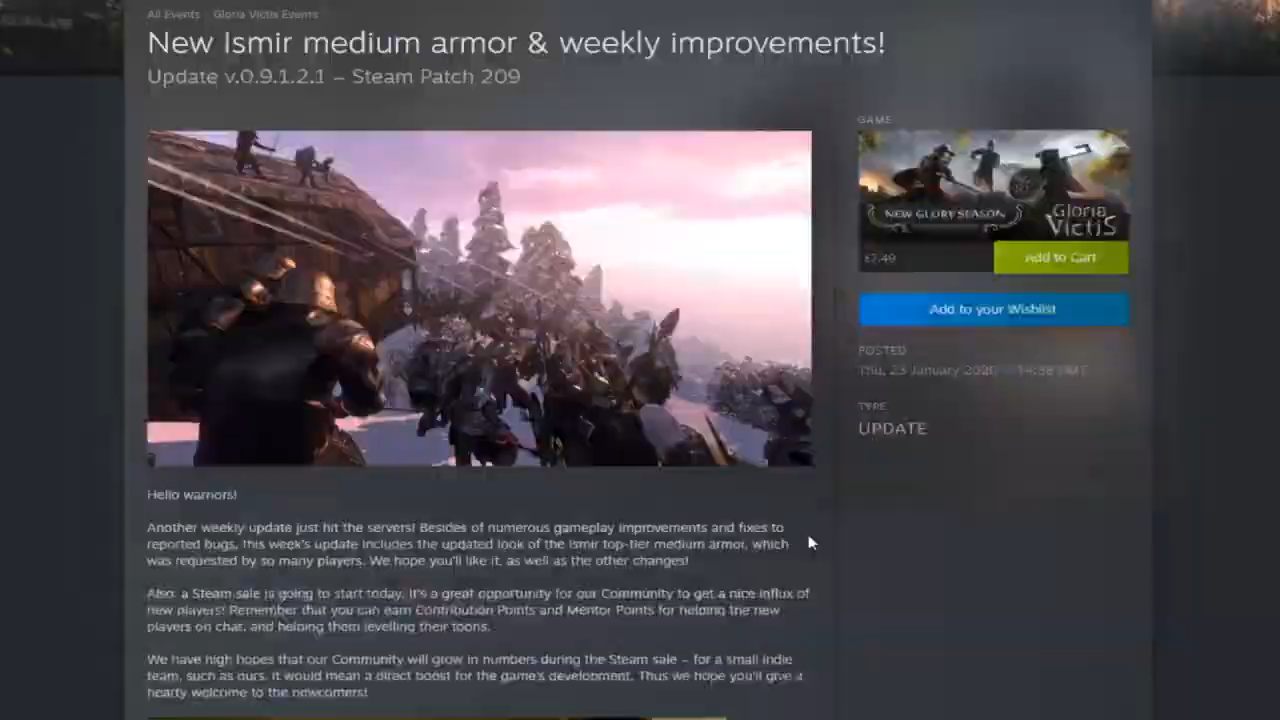 All Events Gloria Victis Events
New Ismir medium armor & weekly improvements!
Update v.0.9.1.2.1 – Steam Patch 209
GAME
NEW GLORY SEASON
Gloria
Victis
£7.49
Add to Cart
Add to your Wishlist
POSTED
Thu, 23 January 2020
TYPE
UPDATE
Hello warriors!
Another weekly update just hit the servers! Besides of numerous gameplay improvements and fixes to
reported bugs, this week's update includes the updated look of the Ismir top-tier medium armor, which
was requested by so many players. We hope you'll like it, as well as the other changes!
Also, a Steam sale is going to start today. It's a great opportunity for our Community to get a nice influx of
new players! Remember that you can earn Contribution Points and Mentor Points for helping the new
players on chat, and helping them levelling their toons.
We have high hopes that our Community will grow in numbers during the Steam sale – for a small indie
team, such as ours, it would mean a direct boost for the game's development. Thus we hope you'll give a
hearty welcome to the newcomers!